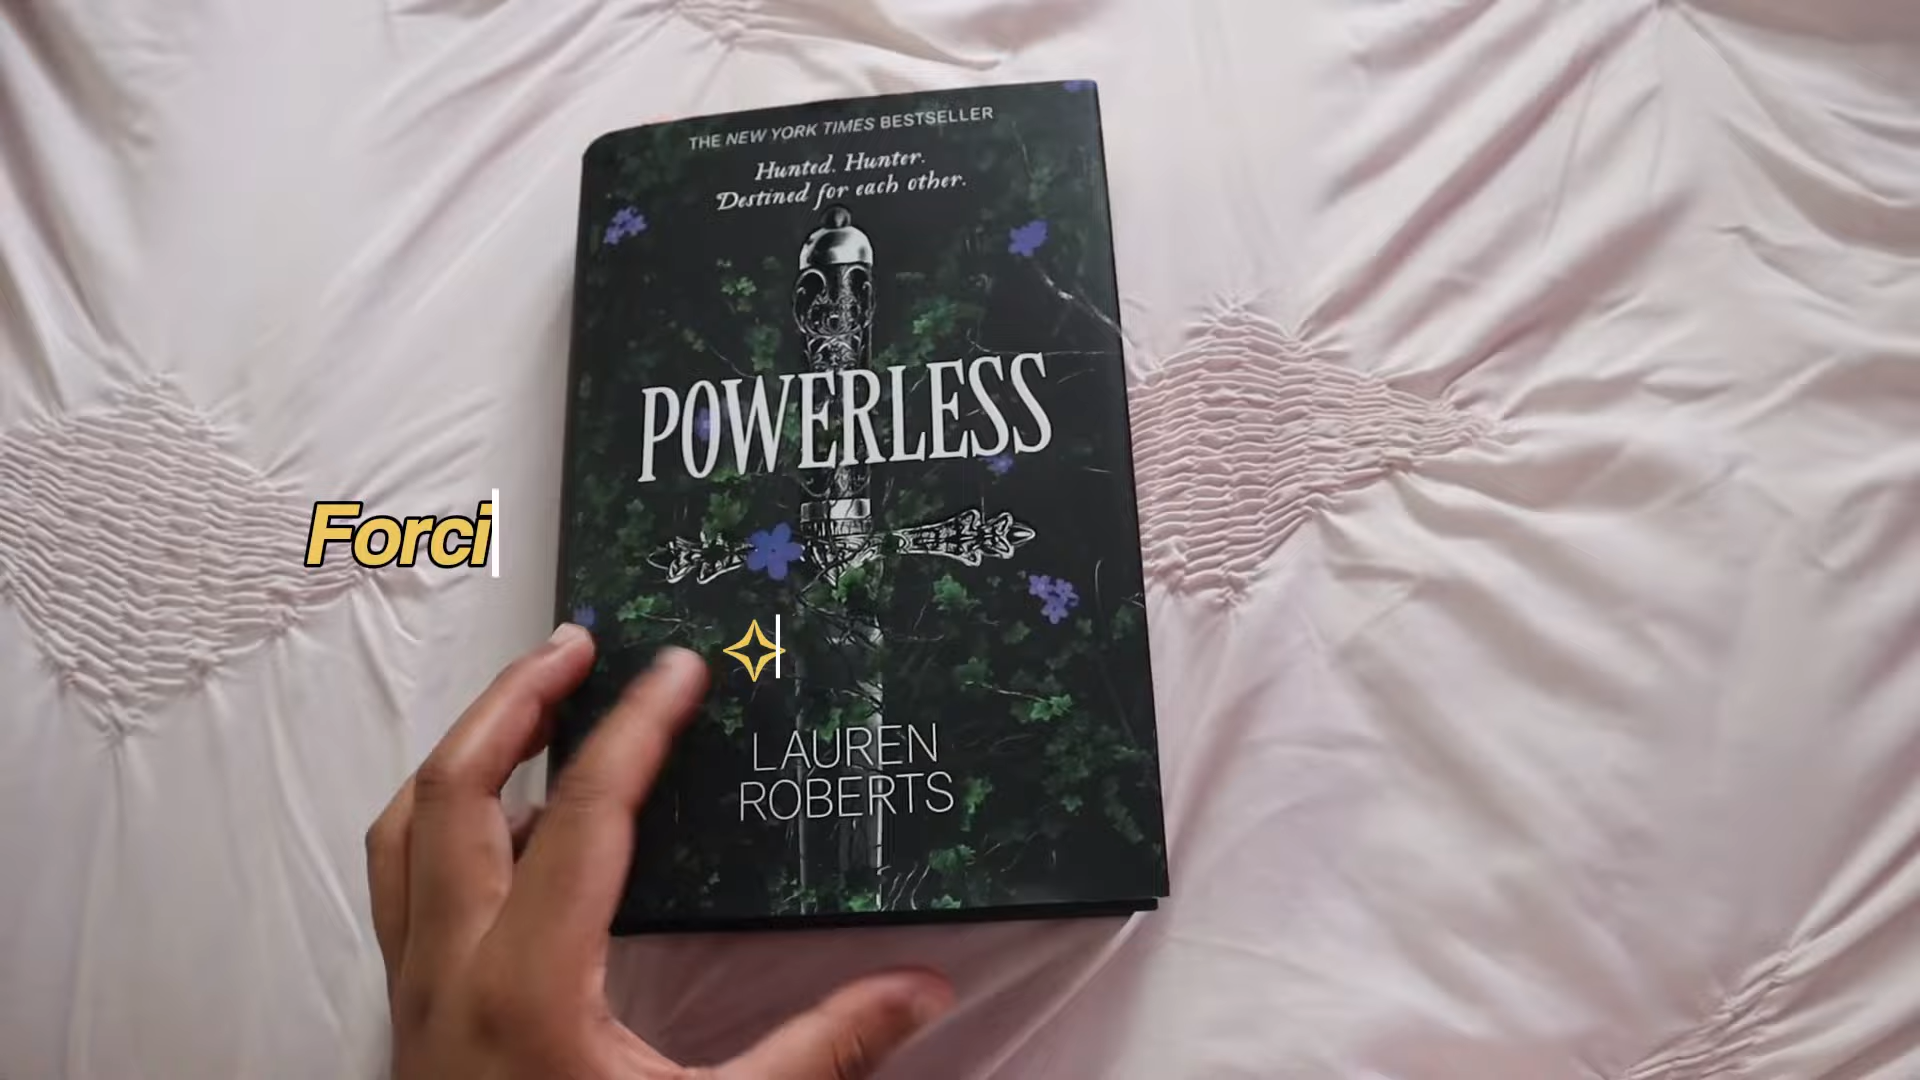 THE NEW YORK TIMES BESTSELLER
Hunted. Hunter.
Destined for each other.
POWERLESS
Forci
LAUREN
ROBERTS